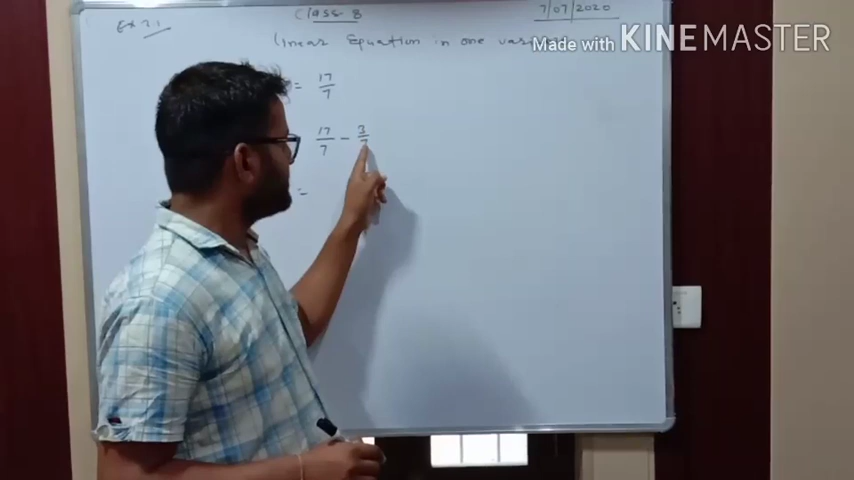 Class 8
7/07/2020
Ex 2.1
Linear Equation in one
Made with KINEMASTER
= 17/7
17/7 - 3/7
=